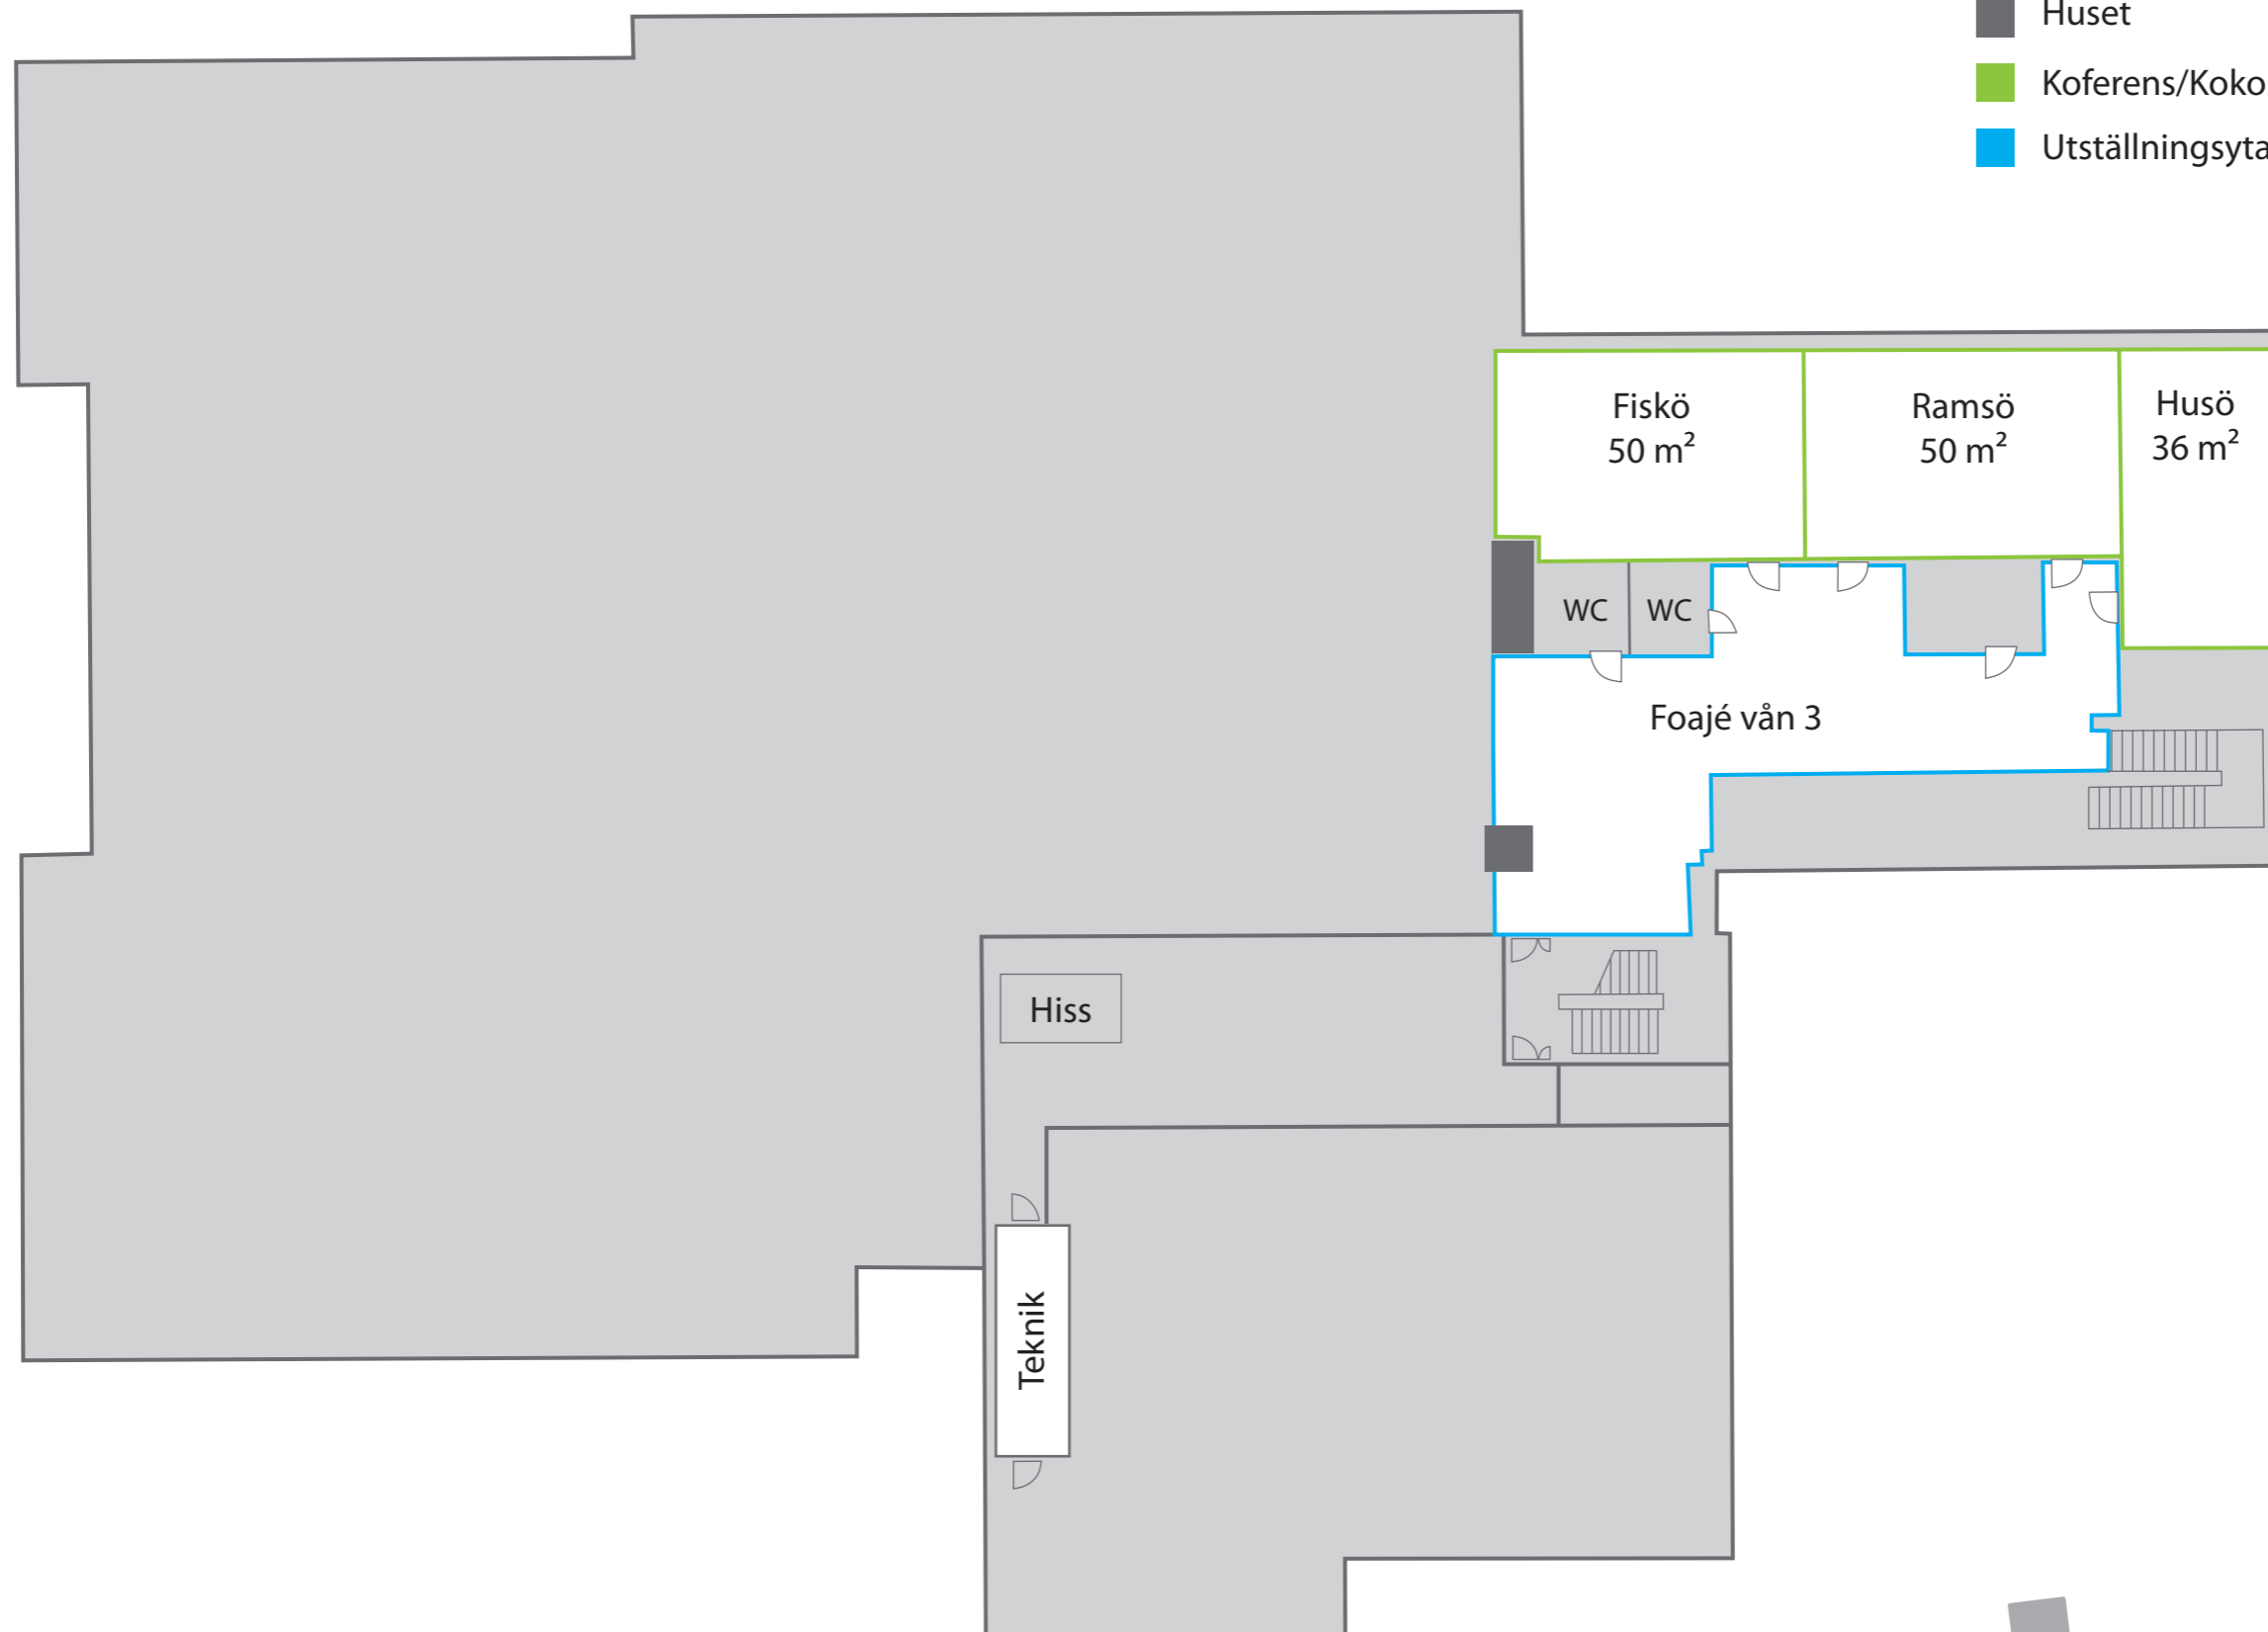 Huset
Koferens/Koko
Utställningsyta
Fiskö
50 m²
Ramsö
50 m²
Husö
36 m²
WC
WC
Foajé vån 3
Hiss
Teknik